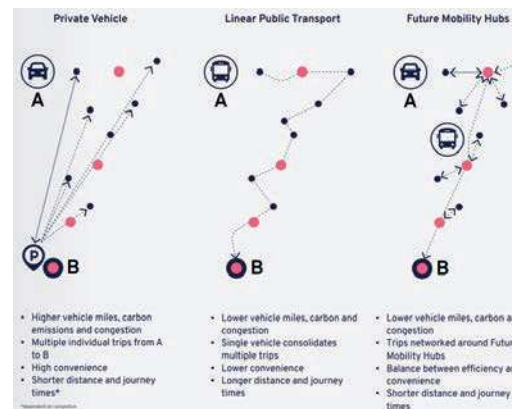 Private Vehicle
A
P
B
• Higher vehicle miles, carbon
emissions and congestion
• Multiple individual trips from A
to B
• High convenience
• Shorter distance and journey
times*
Linear Public Transport
A
B
• Lower vehicle miles, carbon and
congestion
• Single vehicle consolidates
multiple trips
• Lower convenience
• Longer distance and journey
times
Future Mobility Hubs
A
B
• Lower vehicle miles, carbon a
congestion
• Trips networked around Futur
Mobility Hubs
• Balance between efficiency a
convenience
• Shorter distance and journey
times